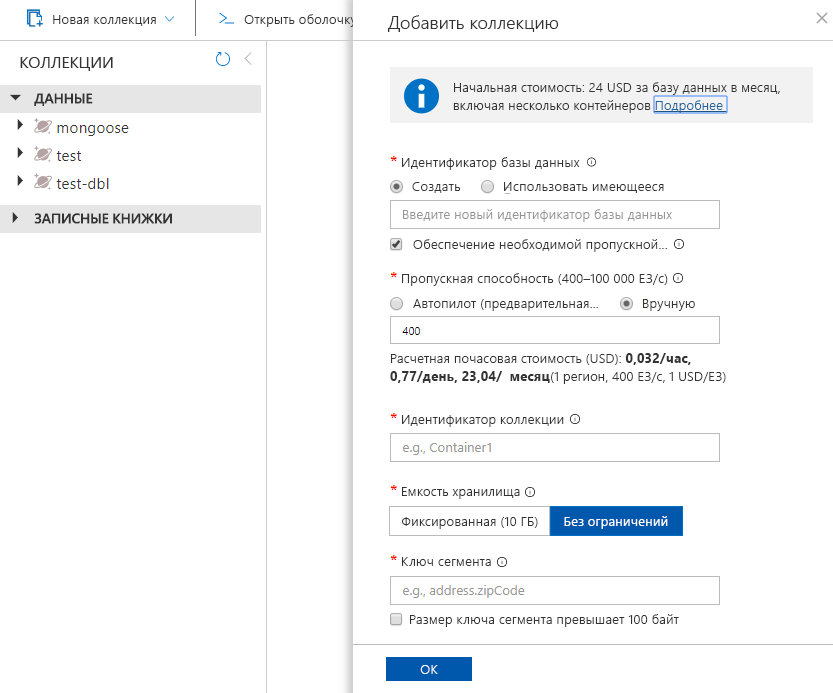 Новая коллекция
Открыть оболочку
КОЛЛЕКЦИИ
ДАННЫЕ
mongoose
test
test-dbl
ЗАПИСНЫЕ КНИЖКИ
Добавить коллекцию
Начальная стоимость: 24 USD за базу данных в месяц,
включая несколько контейнеров Подробнее
* Идентификатор базы данных
Создать Использовать имеющееся
Введите новый идентификатор базы данных
Обеспечение необходимой пропускной...
* Пропускная способность (400–100 000 ЕЗ/с)
Автопилот (предварительная... Вручную
400
Расчетная почасовая стоимость (USD): 0,032/час,
0,77/день, 23,04/ месяц(1 регион, 400 ЕЗ/с, 1 USD/ЕЗ)
* Идентификатор коллекции
e.g., Container1
* Емкость хранилища
Фиксированная (10 ГБ) Без ограничений
* Ключ сегмента
e.g., address.zipCode
Размер ключа сегмента превышает 100 байт
ОК